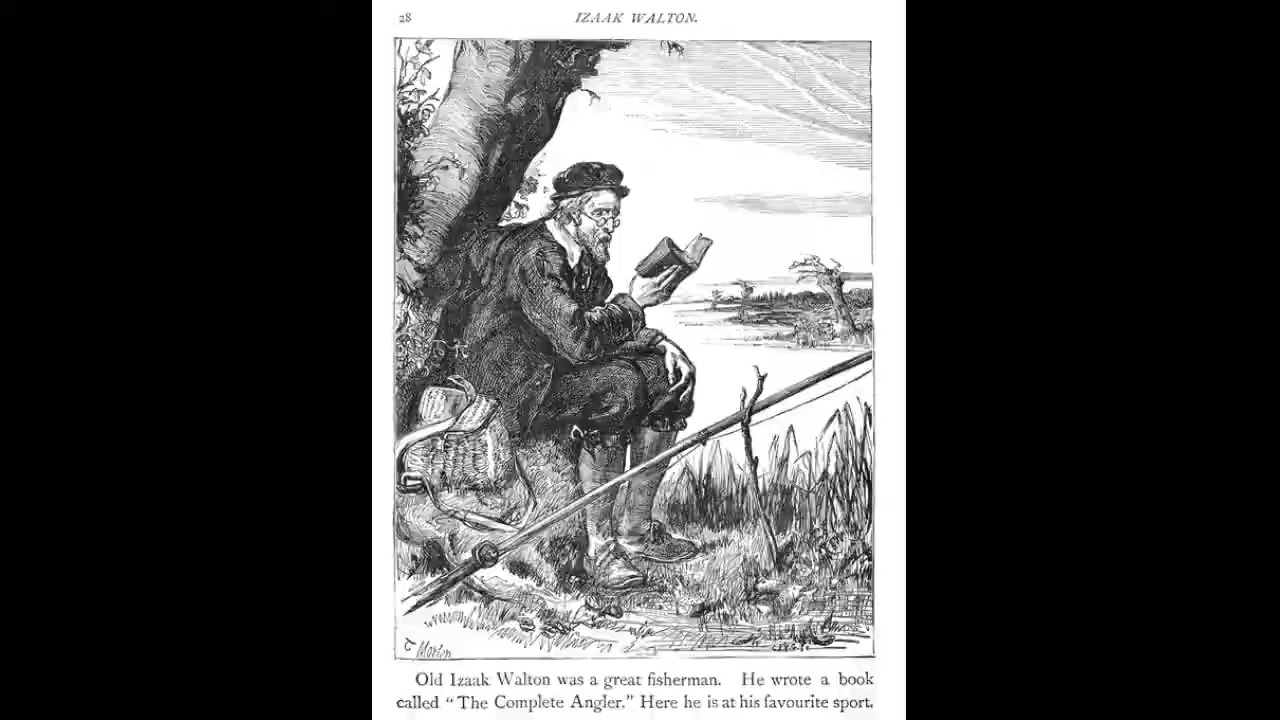 28
IZAAK WALTON.
T Morten
Old Izaak Walton was a great fisherman. He wrote a book
called “The Complete Angler.” Here he is at his favourite sport.